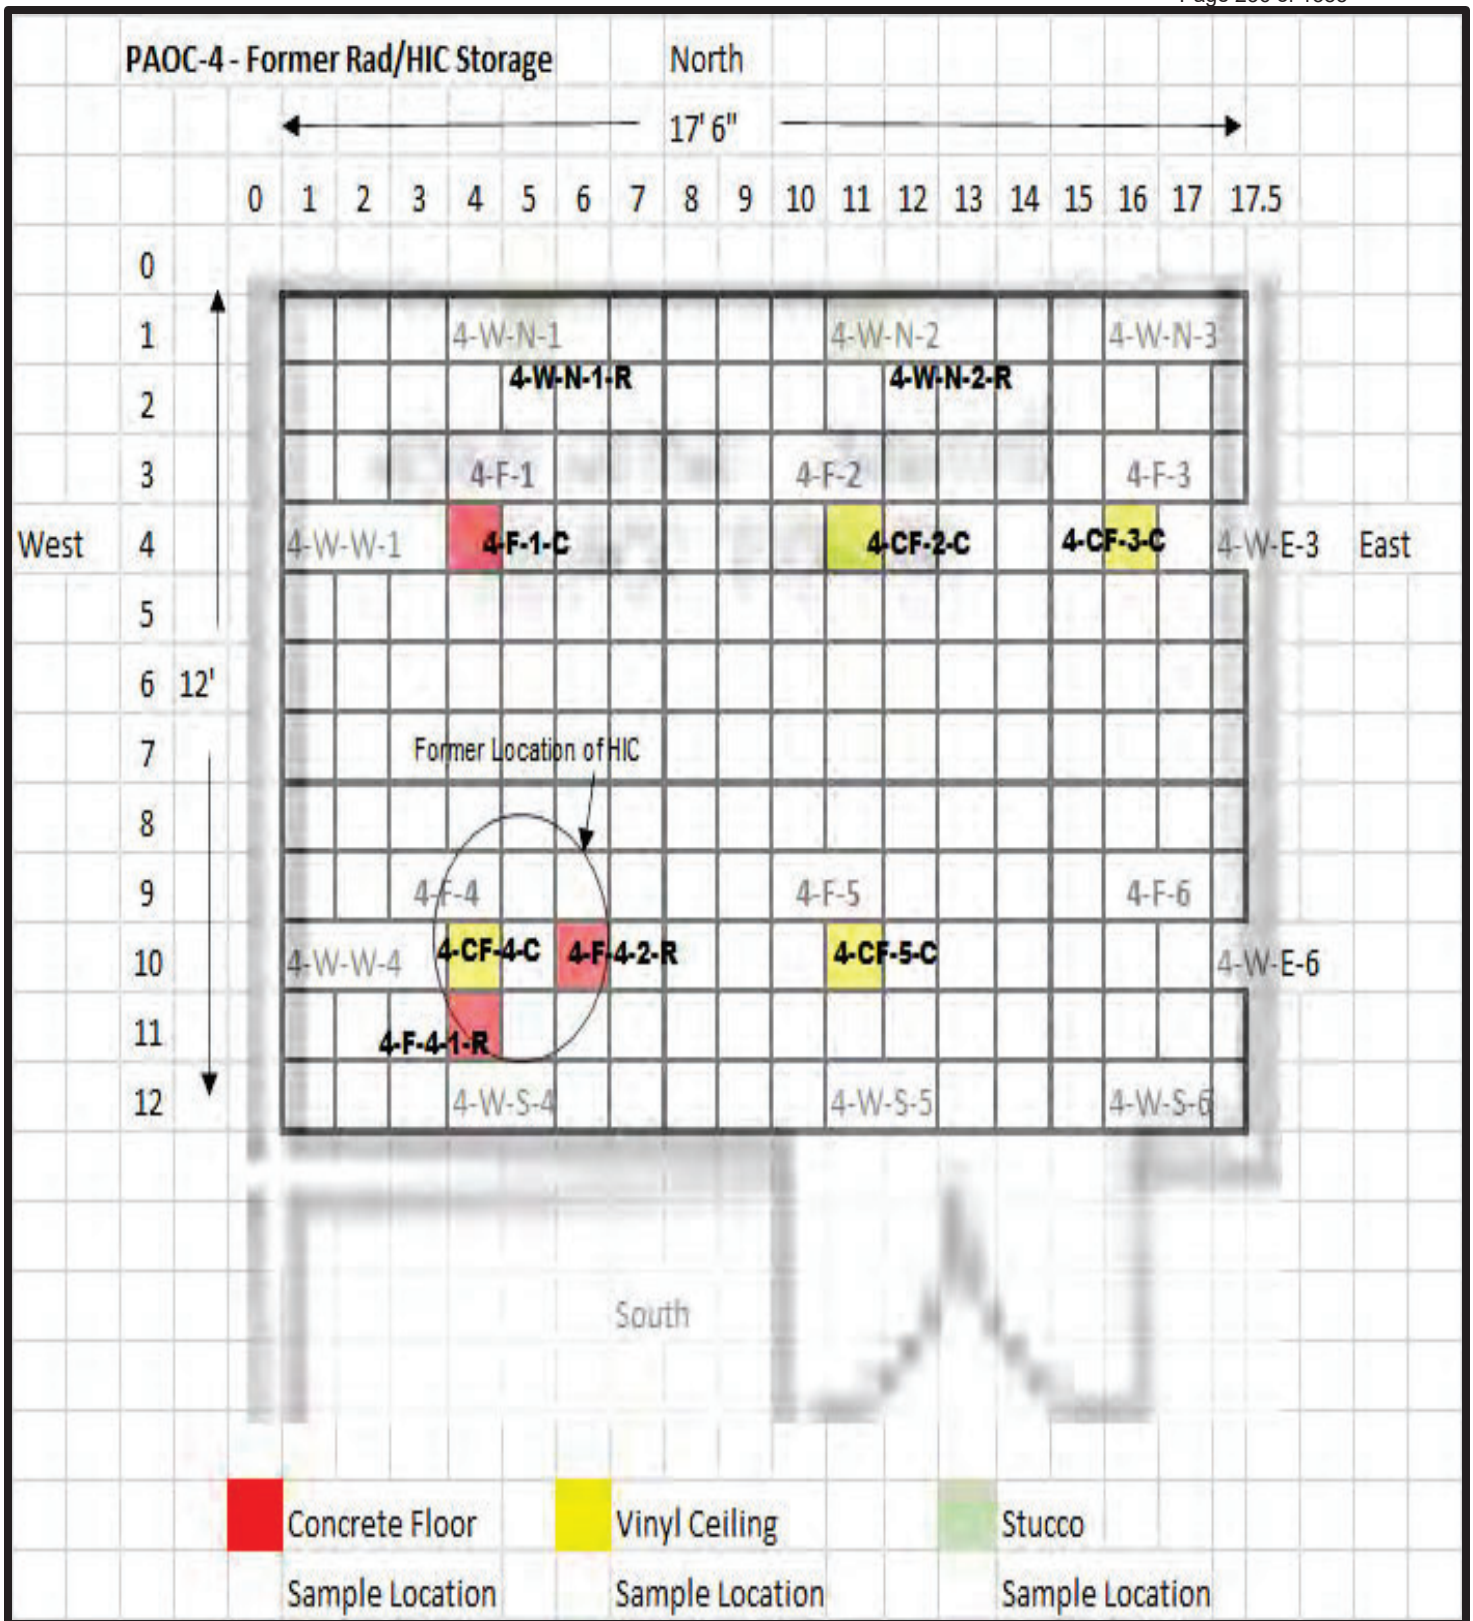 PAOC-4 - Former Rad/HIC Storage North
17' 6"
0 1 2 3 4 5 6 7 8 9 10 11 12 13 14 15 16 17 17.5
0
1 4-W-N-1 4-W-N-2 4-W-N-3
4-W-N-1-R 4-W-N-2-R
2
3 4-F-1 4-F-2 4-F-3
West 4 4-W-W-1 4-F-1-C 4-CF-2-C 4-CF-3-C 4-W-E-3 East
5
6 12'
7 Former Location of HIC
8
9 4-F-4 4-F-5 4-F-6
10 4-W-W-4 4-CF-4-C 4-F-4-2-R 4-CF-5-C 4-W-E-6
11 4-F-4-1-R
12 4-W-S-4 4-W-S-5 4-W-S-6
South
Concrete Floor Vinyl Ceiling Stucco
Sample Location Sample Location Sample Location